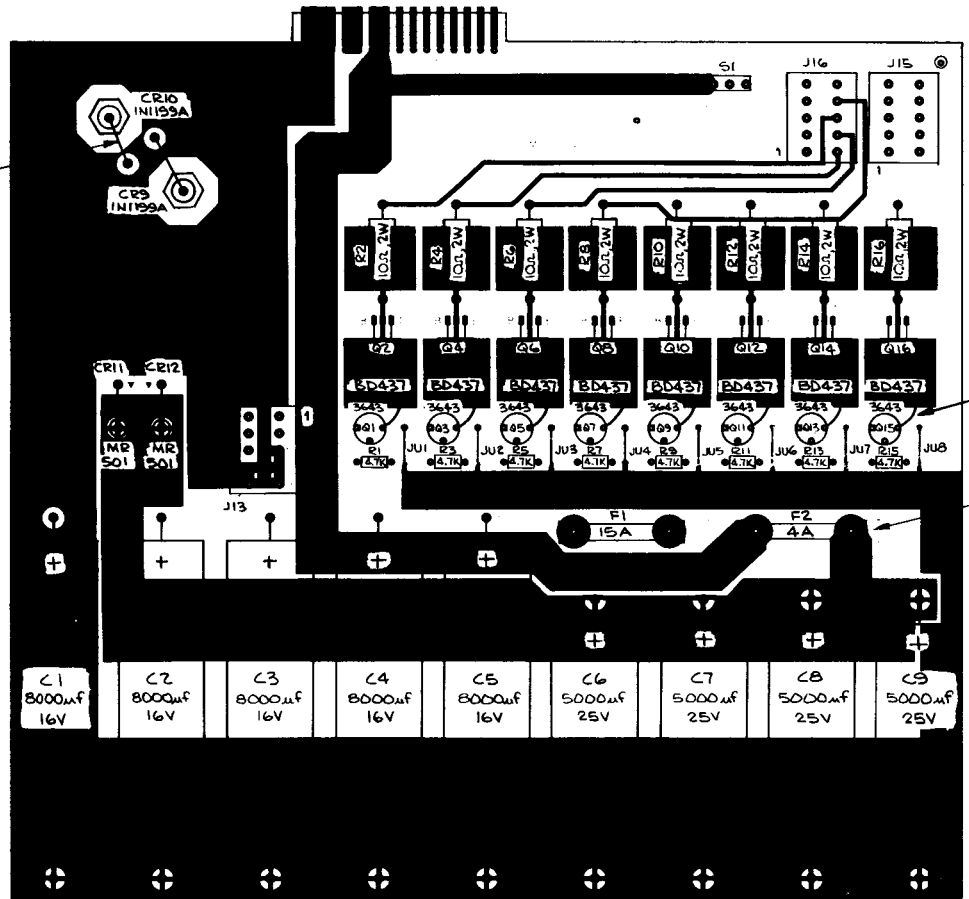 S1
J16
J15
CR10
1N1199A
1
1
CR9
1N1199A
R2 10Ω,2W
R4 10Ω,2W
R6 10Ω,2W
R8 10Ω,2W
R10 10Ω,2W
R12 10Ω,2W
R14 10Ω,2W
R16 10Ω,2W
Q2 Q4 Q6 Q8 Q10 Q12 Q14 Q16
CR11 CR12
BD437 BD437 BD437 BD437 BD437 BD437 BD437 BD437
1
3643 3643 3643 3643 3643 3643 3643 3643
Q1 Q3 Q5 Q7 Q9 Q11 Q13 Q15
MR MR
501 501
JU1 JU2 JU3 JU4 JU5 JU6 JU7 JU8
R1 R3 R5 R7 R9 R11 R13 R15
4.7K 4.7K 4.7K 4.7K 4.7K 4.7K 4.7K 4.7K
J13
F1 F2
15A 4A
+ + + + +
+ + + +
C1 C2 C3 C4 C5 C6 C7 C8 C9
8000uf 8000uf 8000uf 8000uf 8000uf 5000uf 5000uf 5000uf 5000uf
16V 16V 16V 16V 16V 25V 25V 25V 25V